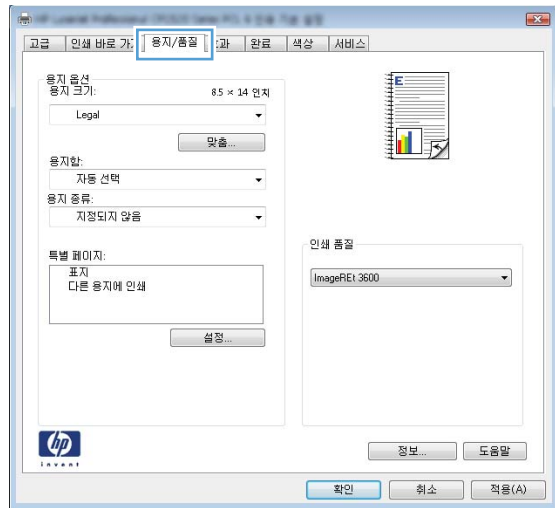 고급
인쇄 바로 가
용지/품질
과
완료
색상
서비스
용지 옵션
용지 크기:
8.5 × 14 인치
Legal
맞춤...
용지함:
자동 선택
용지 종류:
지정되지 않음
특별 페이지:
표지
다른 용지에 인쇄
설정...
E
인쇄 품질
ImageREt 3600
hp
invent
정보...
도움말
확인
취소
적용(A)